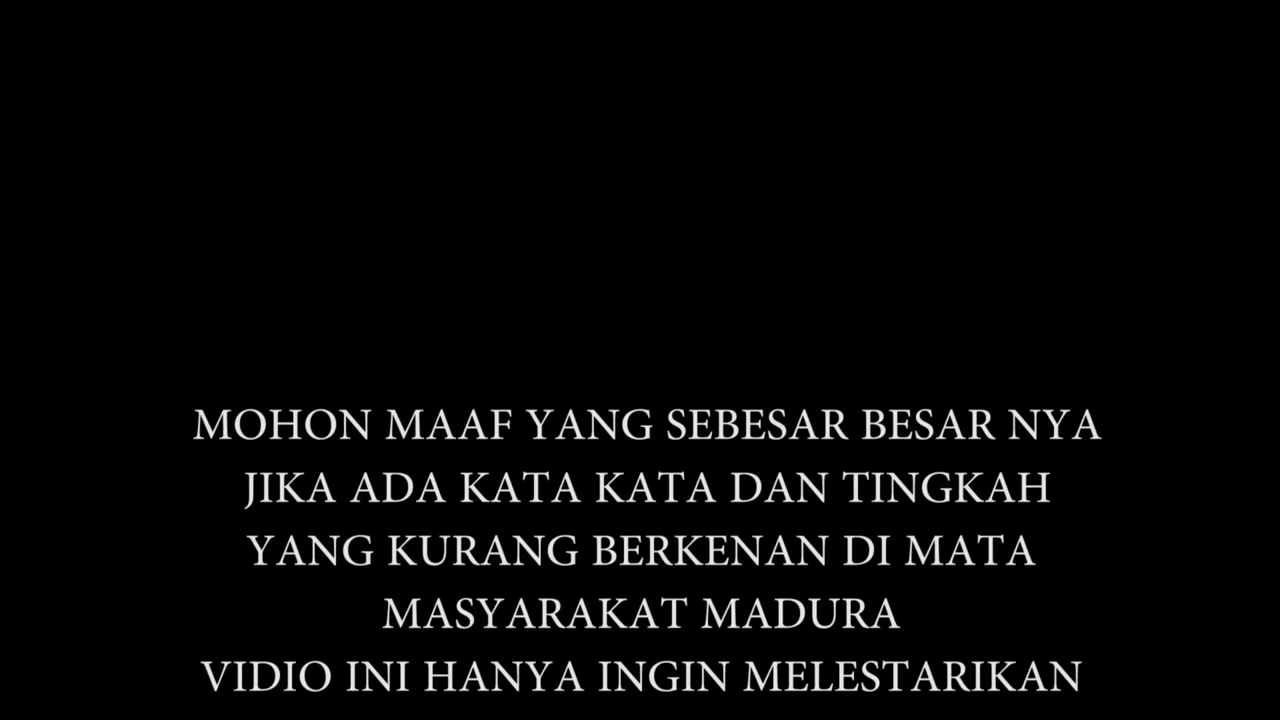 MOHON MAAF YANG SEBESAR BESAR NYA
JIKA ADA KATA KATA DAN TINGKAH
YANG KURANG BERKENAN DI MATA
MASYARAKAT MADURA
VIDIO INI HANYA INGIN MELESTARIKAN